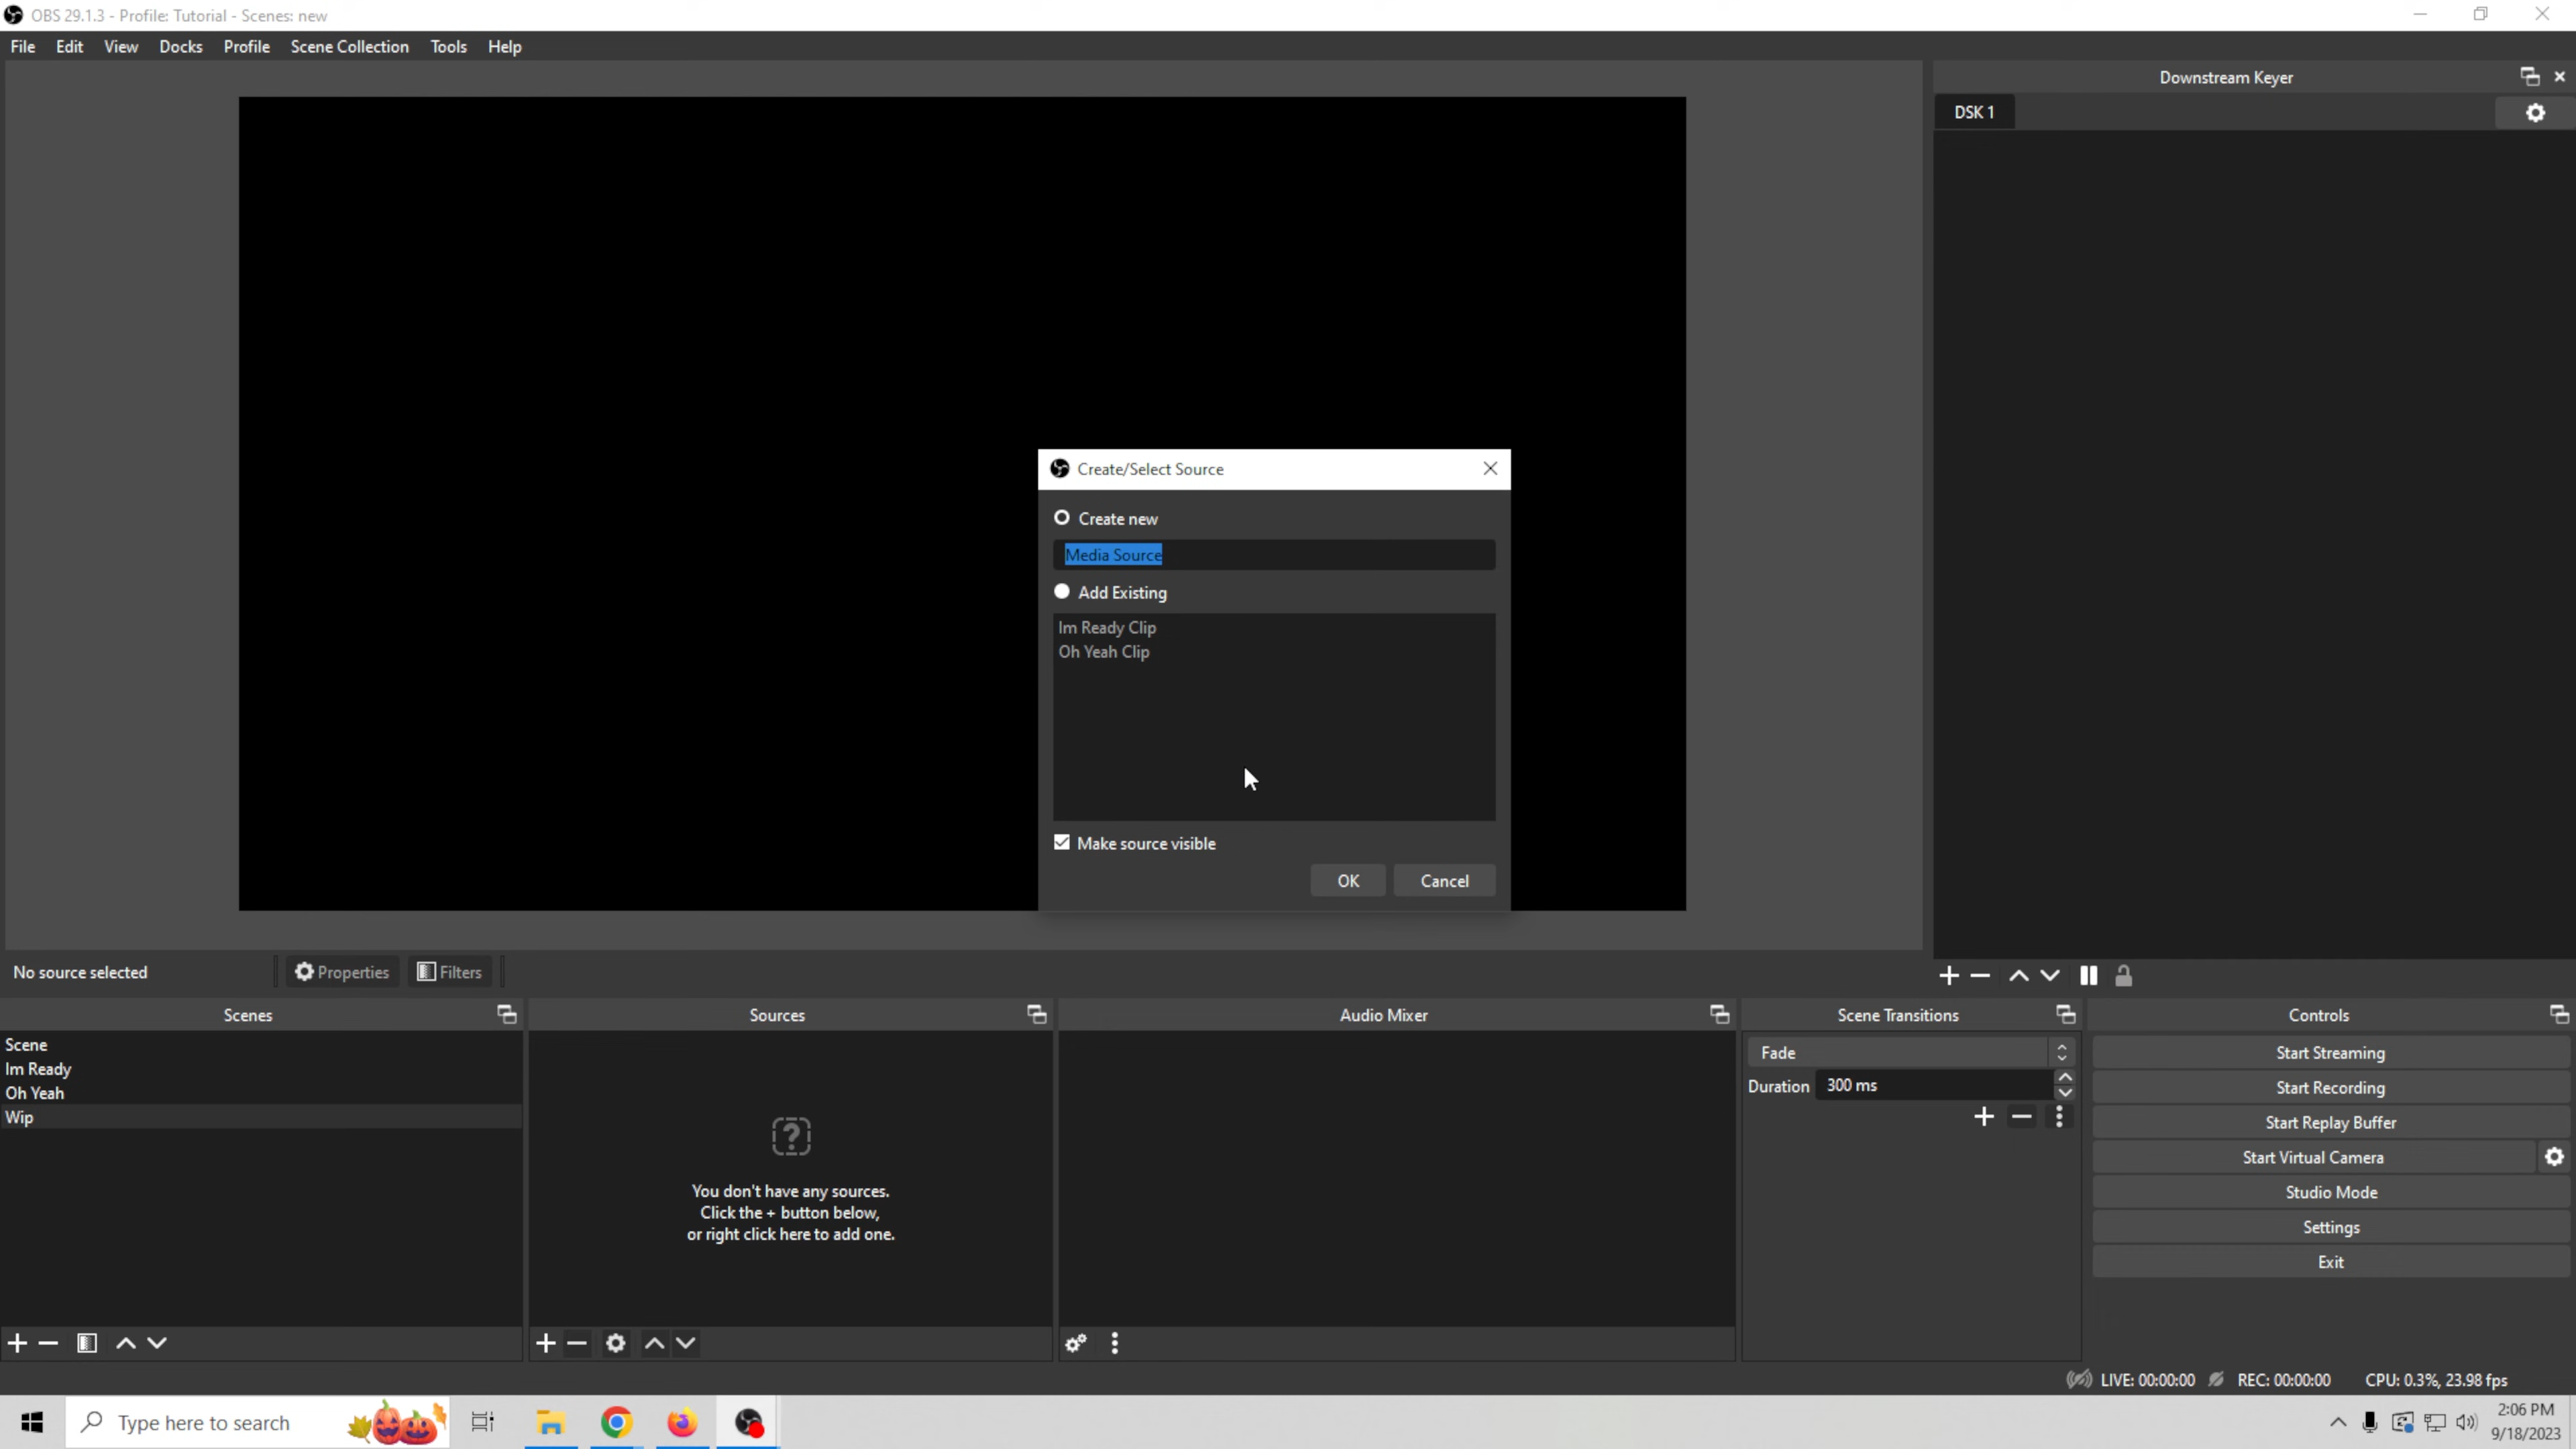 OBS 29.1.3 - Profile: Tutorial - Scenes: new
File Edit View Docks Profile Scene Collection Tools Help
Downstream Keyer
DSK 1
Create/Select Source
Create new
Media Source
Add Existing
Im Ready Clip
Oh Yeah Clip
Make source visible
OK Cancel
No source selected Properties Filters
Scenes
Scene
Im Ready
Oh Yeah
Wip
Sources
You don't have any sources.
Click the + button below,
or right click here to add one.
Audio Mixer
Scene Transitions
Fade
Duration 300 ms
Controls
Start Streaming
Start Recording
Start Replay Buffer
Start Virtual Camera
Studio Mode
Settings
Exit
LIVE: 00:00:00 REC: 00:00:00 CPU: 0.3%, 23.98 fps
Type here to search
2:06 PM
9/18/2023